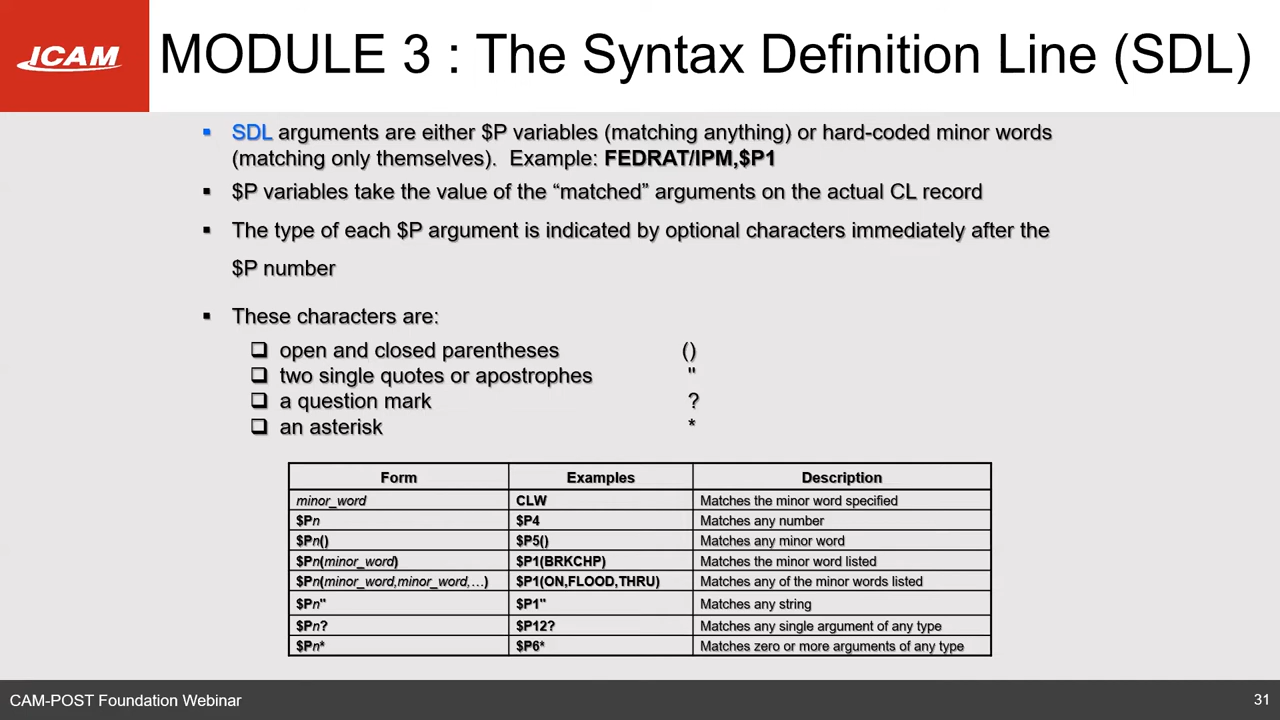 ICAM
MODULE 3 : The Syntax Definition Line (SDL)
▪ SDL arguments are either $P variables (matching anything) or hard-coded minor words
(matching only themselves). Example: FEDRAT/IPM,$P1
▪ $P variables take the value of the “matched” arguments on the actual CL record
▪ The type of each $P argument is indicated by optional characters immediately after the
$P number
▪ These characters are:
❑ open and closed parentheses ()
❑ two single quotes or apostrophes ''
❑ a question mark ?
❑ an asterisk *
Form Examples Description
minor_word CLW Matches the minor word specified
$Pn $P4 Matches any number
$Pn() $P5() Matches any minor word
$Pn(minor_word) $P1(BRKCHP) Matches the minor word listed
$Pn(minor_word,minor_word,…) $P1(ON,FLOOD,THRU) Matches any of the minor words listed
$Pn'' $P1'' Matches any string
$Pn? $P12? Matches any single argument of any type
$Pn* $P6* Matches zero or more arguments of any type
CAM-POST Foundation Webinar 31